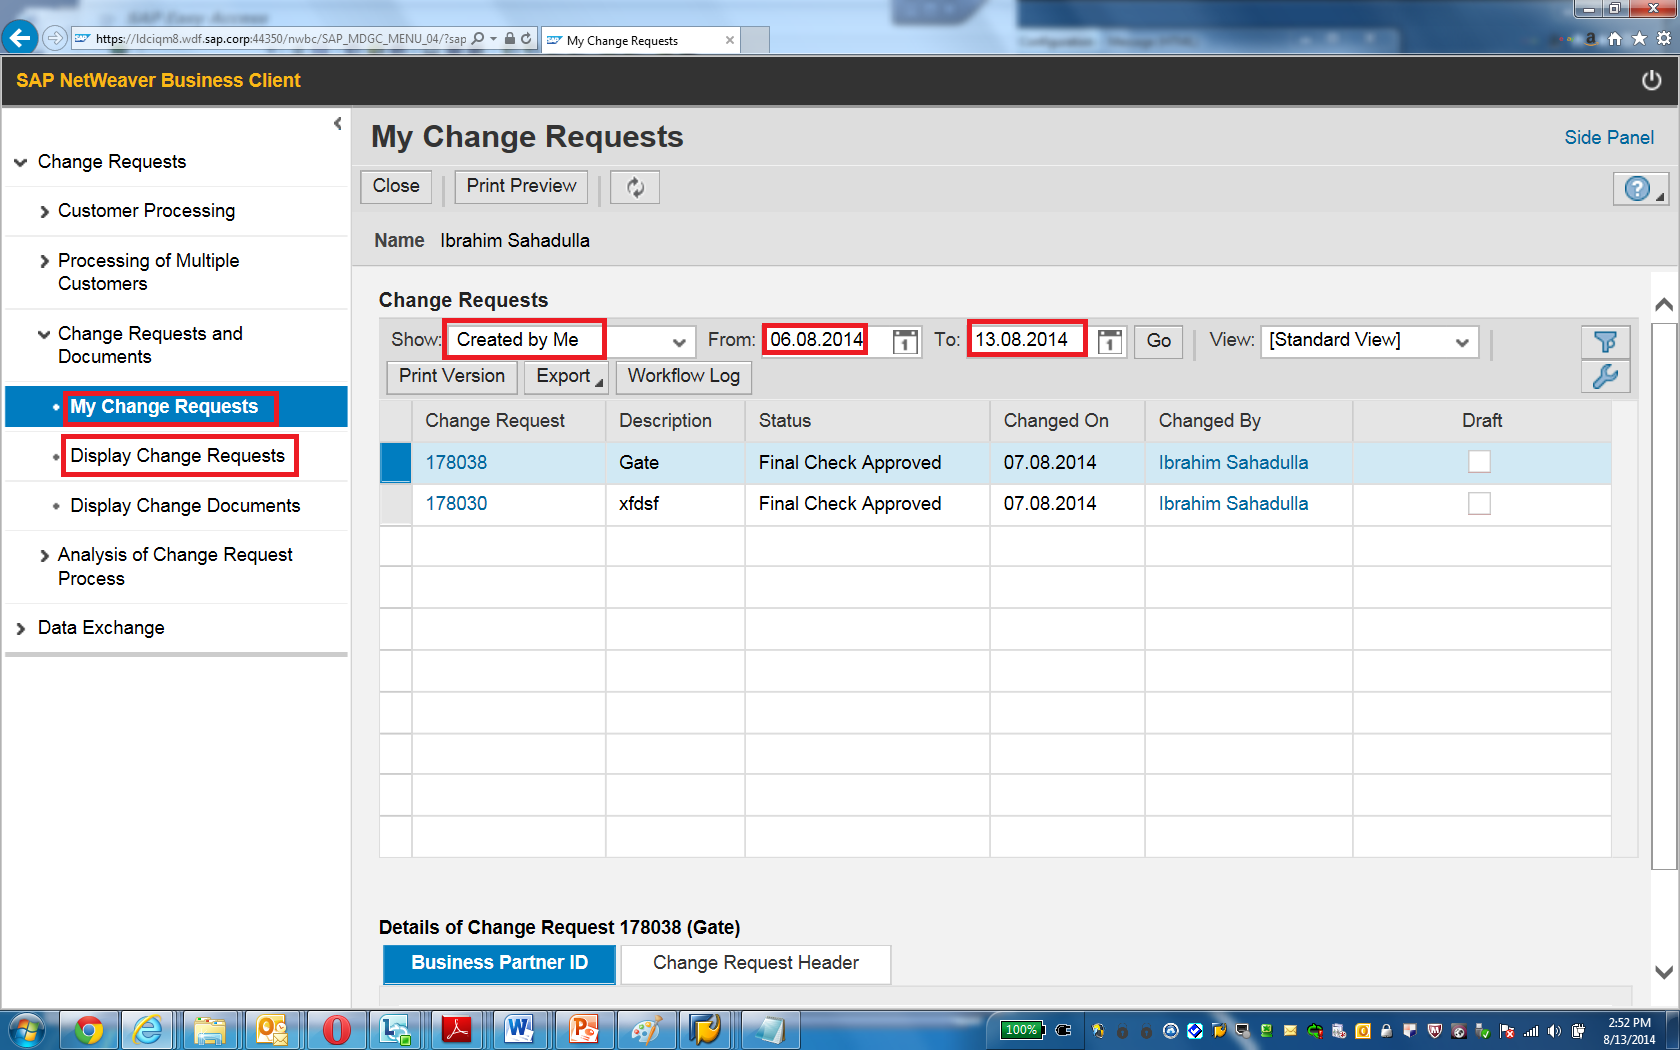 SAP Easy Access
https://ldciqm8.wdf.sap.corp:44350/nwbc/SAP_MDGC_MENU_04/?sap
My Change Requests
SAP NetWeaver Business Client
Change Requests
Customer Processing
Processing of Multiple
Customers
Change Requests and
Documents
My Change Requests
Display Change Requests
Display Change Documents
Analysis of Change Request
Process
Data Exchange
My Change Requests
Side Panel
Close Print Preview
Name Ibrahim Sahadulla
Change Requests
Show: Created by Me From: 06.08.2014 To: 13.08.2014 Go View: [Standard View]
Print Version Export Workflow Log
Change Request Description Status Changed On Changed By Draft
178038 Gate Final Check Approved 07.08.2014 Ibrahim Sahadulla
178030 xfdsf Final Check Approved 07.08.2014 Ibrahim Sahadulla
Details of Change Request 178038 (Gate)
Business Partner ID Change Request Header
100%
2:52 PM
8/13/2014